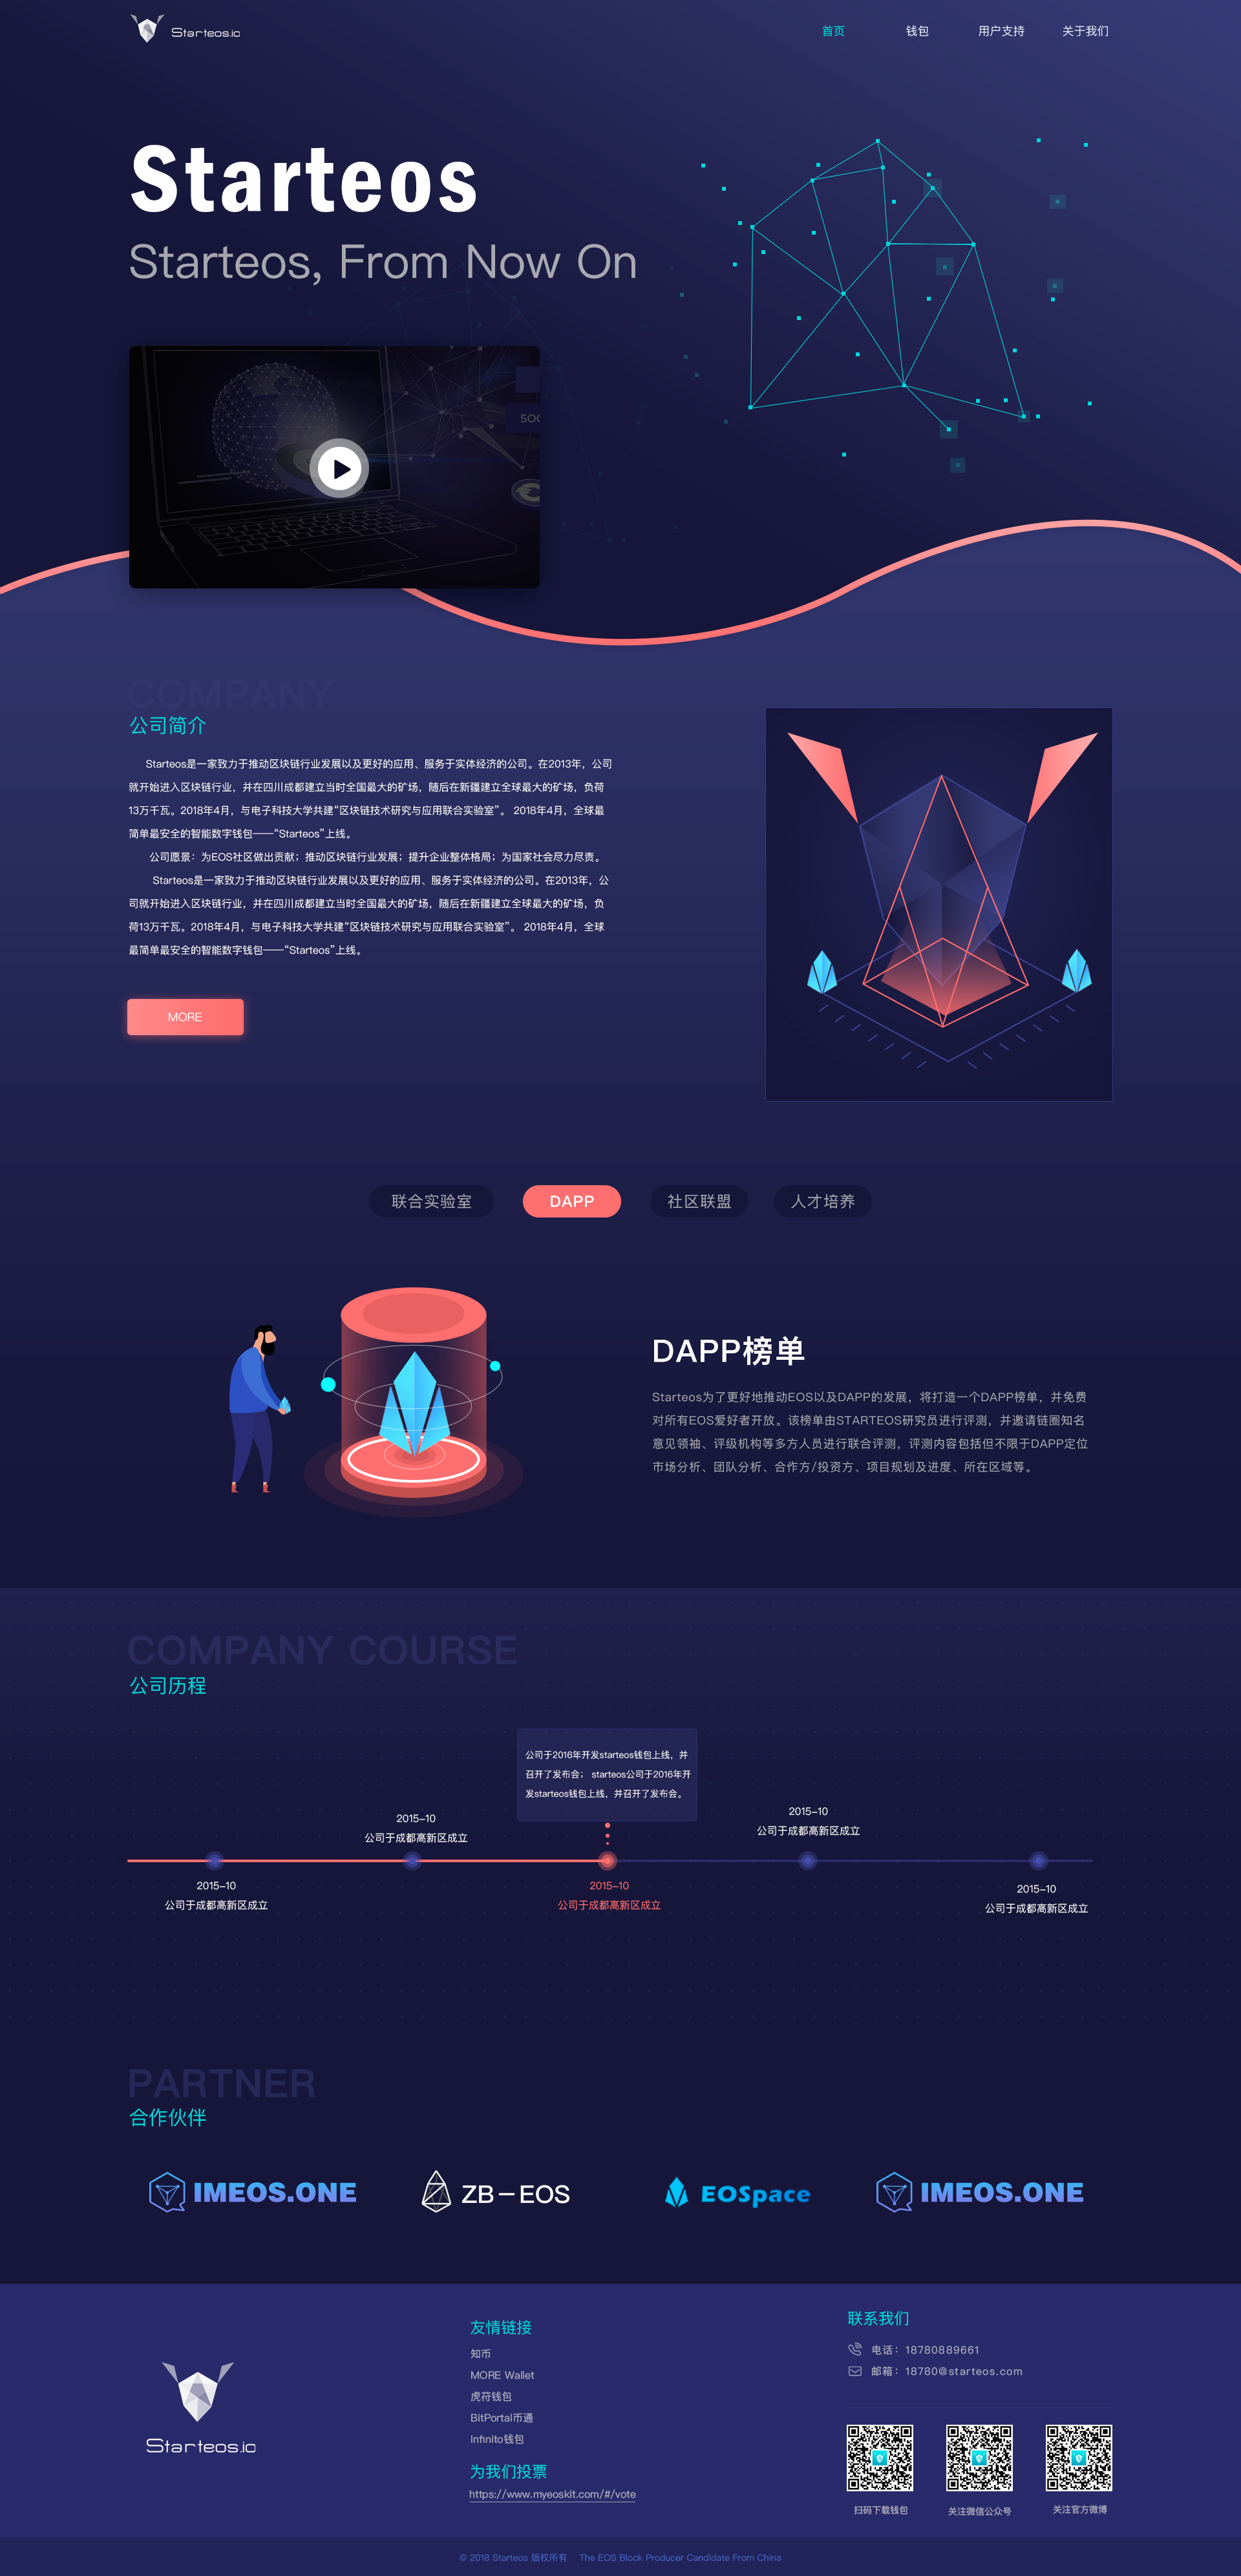 Starteos.io
首页 钱包 用户支持 关于我们
Starteos
Starteos, From Now On
SOC
COMPANY
公司简介
Starteos是一家致力于推动区块链行业发展以及更好的应用、服务于实体经济的公司。在2013年，公司
就开始进入区块链行业，并在四川成都建立当时全国最大的矿场，随后在新疆建立全球最大的矿场，负荷
13万千瓦。2018年4月，与电子科技大学共建“区块链技术研究与应用联合实验室”。 2018年4月，全球最
简单最安全的智能数字钱包——“Starteos”上线。
公司愿景：为EOS社区做出贡献；推动区块链行业发展；提升企业整体格局；为国家社会尽力尽责。
Starteos是一家致力于推动区块链行业发展以及更好的应用、服务于实体经济的公司。在2013年，公
司就开始进入区块链行业，并在四川成都建立当时全国最大的矿场，随后在新疆建立全球最大的矿场，负
荷13万千瓦。2018年4月，与电子科技大学共建“区块链技术研究与应用联合实验室”。 2018年4月，全球
最简单最安全的智能数字钱包——“Starteos”上线。
MORE
联合实验室 DAPP 社区联盟 人才培养
DAPP榜单
Starteos为了更好地推动EOS以及DAPP的发展，将打造一个DAPP榜单，并免费
对所有EOS爱好者开放。该榜单由STARTEOS研究员进行评测，并邀请链圈知名
意见领袖、评级机构等多方人员进行联合评测，评测内容包括但不限于DAPP定位
市场分析、团队分析、合作方/投资方、项目规划及进度、所在区域等。
COMPANY COURSE
公司历程
公司于2016年开发starteos钱包上线，并
召开了发布会； starteos公司于2016年开
发starteos钱包上线，并召开了发布会。
2015-10
公司于成都高新区成立
2015-10
公司于成都高新区成立
2015-10
公司于成都高新区成立
2015-10
公司于成都高新区成立
2015-10
公司于成都高新区成立
PARTNER
合作伙伴
IMEOS.ONE ZB－EOS EOSpace IMEOS.ONE
Starteos.io
友情链接
知币
MORE Wallet
虎符钱包
BitPortal币通
Infinito钱包
为我们投票
https://www.myeoskit.com/#/vote
联系我们
电话：18780889661
邮箱：18780@starteos.com
扫码下载钱包 关注微信公众号 关注官方微博
© 2018 Starteos 版权所有 The EOS Block Producer Candidate From China